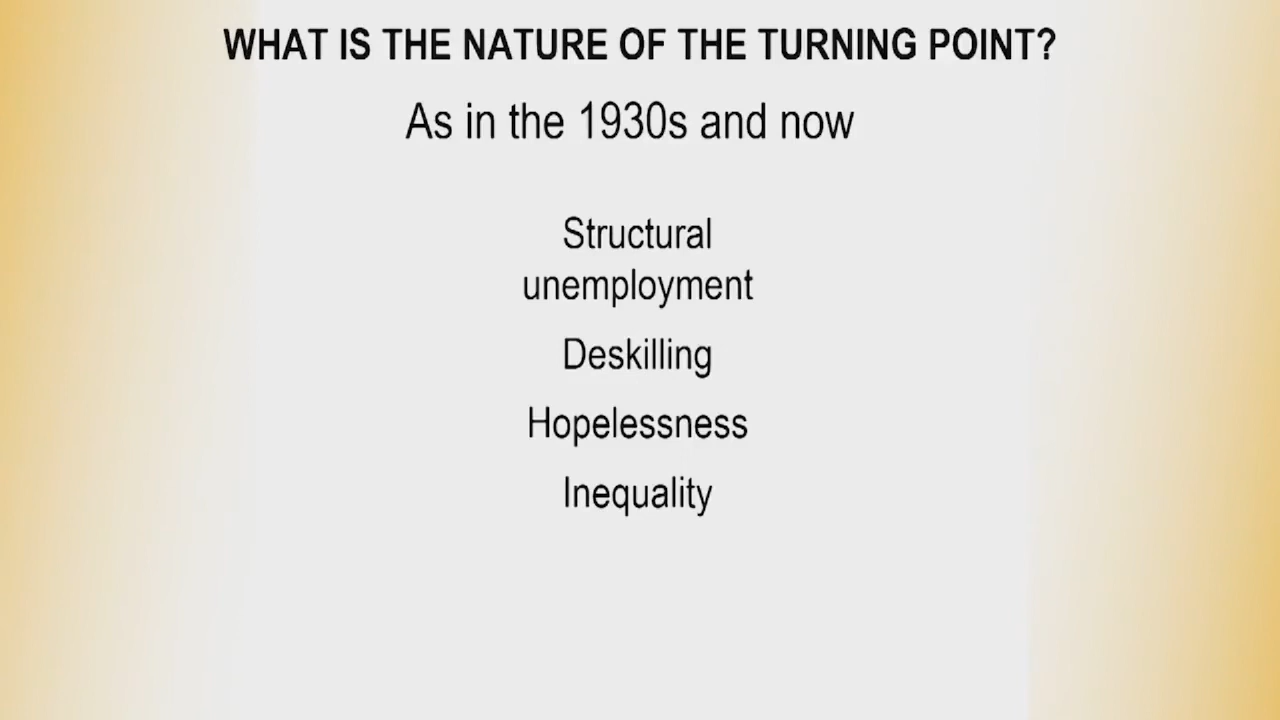 WHAT IS THE NATURE OF THE TURNING POINT?
As in the 1930s and now
Structural
unemployment
Deskilling
Hopelessness
Inequality